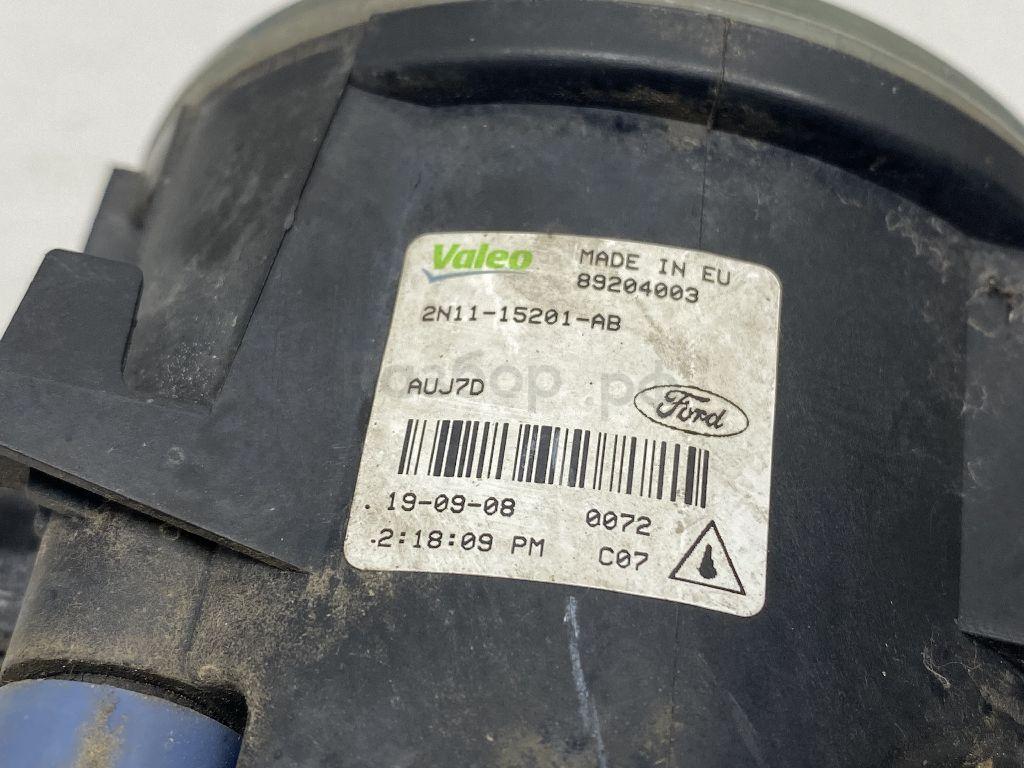 Valeo
MADE IN EU
89204003
2N11-15201-AB
AUJ7D
Ford
.19-09-08
0072
.2:18:09 PM
C07